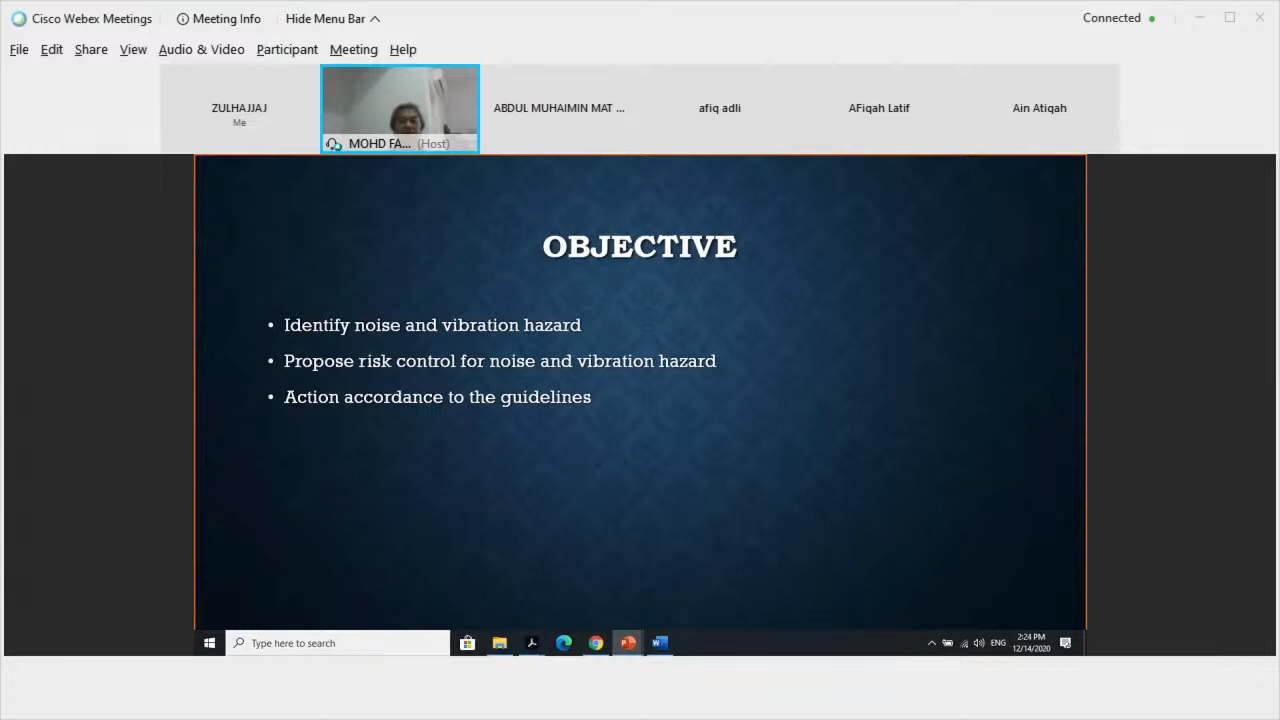 Cisco Webex Meetings Meeting Info Hide Menu Bar Connected
File Edit Share View Audio & Video Participant Meeting Help
ZULHAJJAJ
Me
MOHD FA... (Host)
ABDUL MUHAIMIN MAT ...
afiq adli
AFiqah Latif
Ain Atiqah
OBJECTIVE
• Identify noise and vibration hazard
• Propose risk control for noise and vibration hazard
• Action accordance to the guidelines
Type here to search
ENG
2:24 PM
12/14/2020